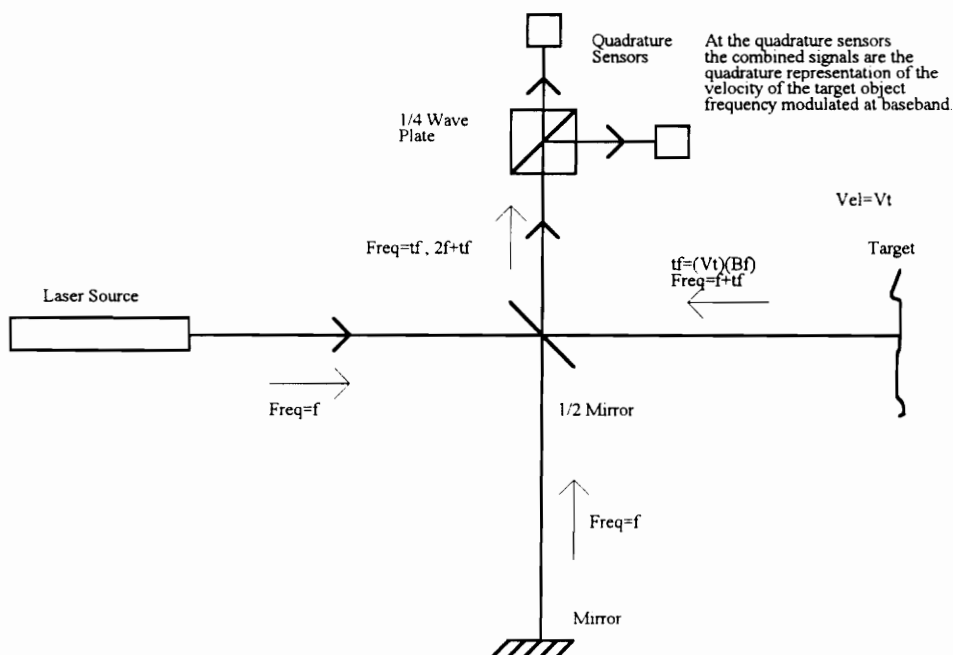 Quadrature
Sensors
At the quadrature sensors
the combined signals are the
quadrature representation of the
velocity of the target object
frequency modulated at baseband.
1/4 Wave
Plate
Vel=Vt
Freq=tf , 2f+tf
Target
tf=(Vt)(Bf)
Freq=f+tf
Laser Source
Freq=f
1/2 Mirror
Freq=f
Mirror